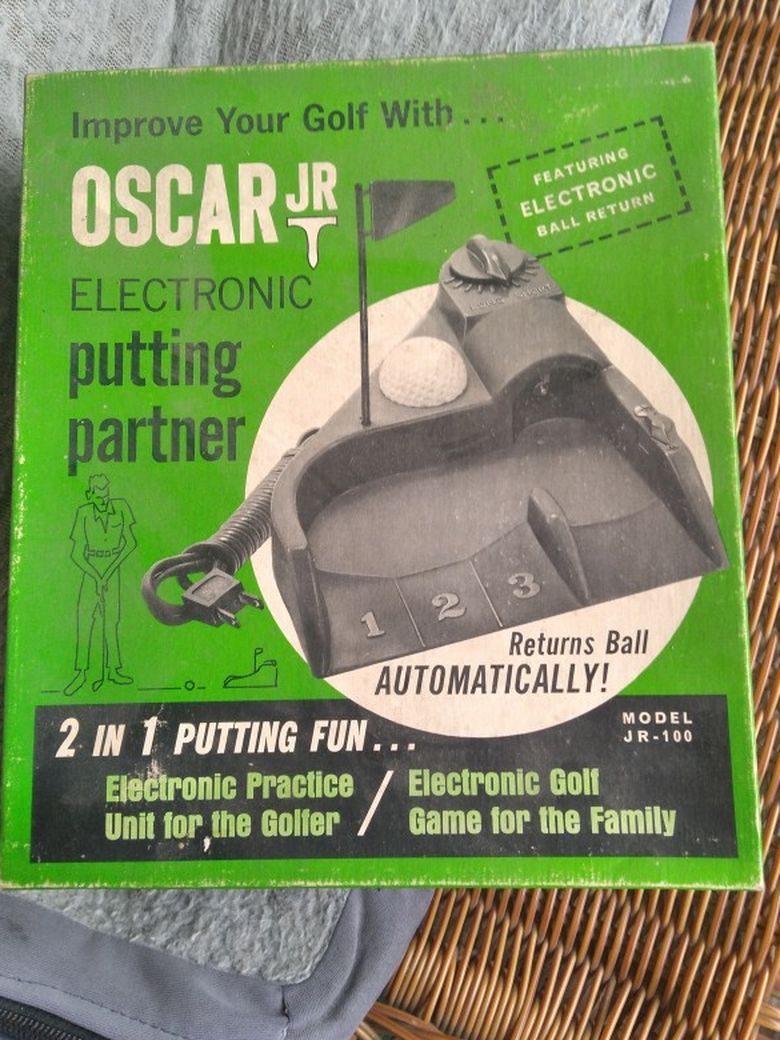 Improve Your Golf With...
OSCAR JR
FEATURING
ELECTRONIC
BALL RETURN
ELECTRONIC
putting
partner
1 2 3
Returns Ball
AUTOMATICALLY!
2 IN 1 PUTTING FUN...
MODEL
JR-100
Electronic Practice / Electronic Golf
Unit for the Golfer / Game for the Family